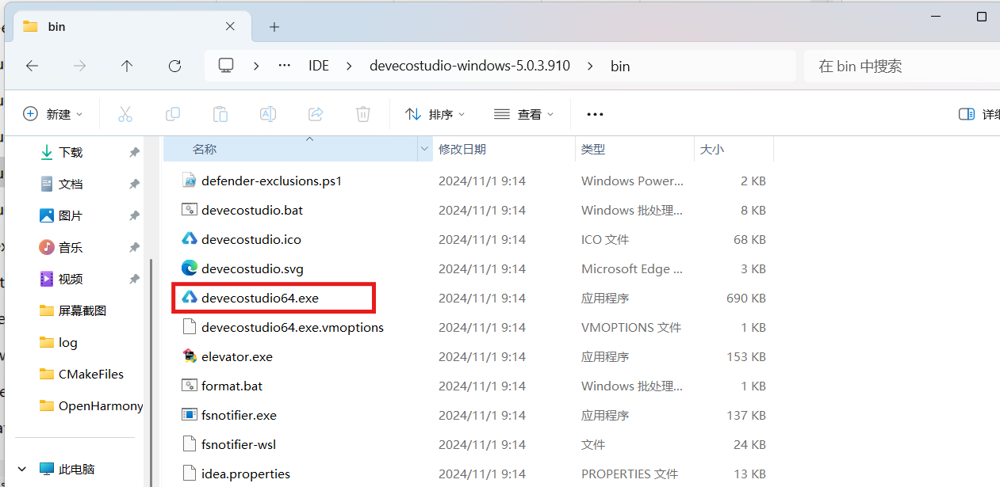 bin
IDE
devecostudio-windows-5.0.3.910
bin
在 bin 中搜索
新建
排序
查看
下载
文档
图片
音乐
视频
屏幕截图
log
CMakeFiles
OpenHarmony
此电脑
名称 修改日期 类型 大小
defender-exclusions.ps1 2024/11/1 9:14 Windows Power... 2 KB
devecostudio.bat 2024/11/1 9:14 Windows 批处理... 8 KB
devecostudio.ico 2024/11/1 9:14 ICO 文件 68 KB
devecostudio.svg 2024/11/1 9:14 Microsoft Edge ... 3 KB
devecostudio64.exe 2024/11/1 9:14 应用程序 690 KB
devecostudio64.exe.vmoptions 2024/11/1 9:14 VMOPTIONS 文件 1 KB
elevator.exe 2024/11/1 9:14 应用程序 153 KB
format.bat 2024/11/1 9:14 Windows 批处理... 1 KB
fsnotifier.exe 2024/11/1 9:14 应用程序 137 KB
fsnotifier-wsl 2024/11/1 9:14 文件 24 KB
idea.properties 2024/11/1 9:14 PROPERTIES 文件 13 KB